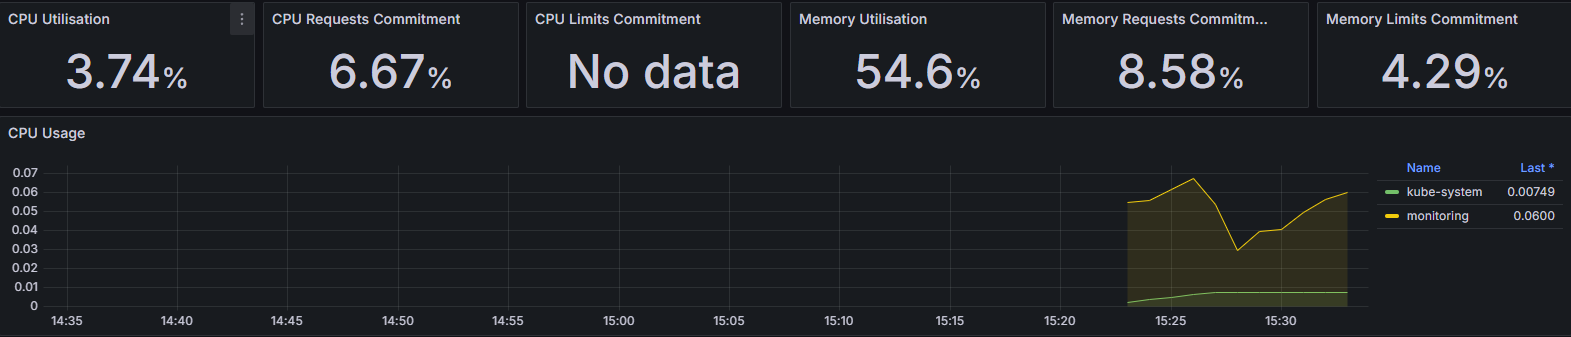 CPU Utilisation
CPU Requests Commitment
CPU Limits Commitment
Memory Utilisation
Memory Requests Commitm...
Memory Limits Commitment
3.74%
6.67%
No data
54.6%
8.58%
4.29%
CPU Usage
0.07
0.06
0.05
0.04
0.03
0.02
0.01
0
14:35 14:40 14:45 14:50 14:55 15:00 15:05 15:10 15:15 15:20 15:25 15:30
Name Last *
kube-system 0.00749
monitoring 0.0600